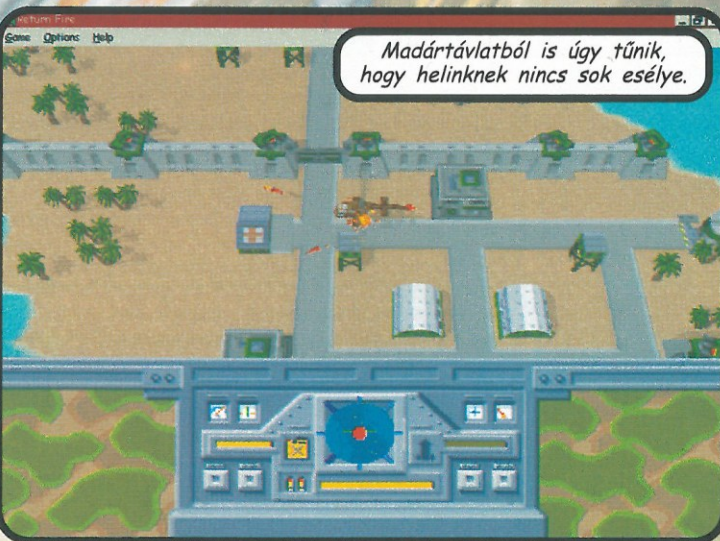 Return Fire
Game Options Help
Madártávlatból is úgy tűnik,
hogy helinknek nincs sok esélye.